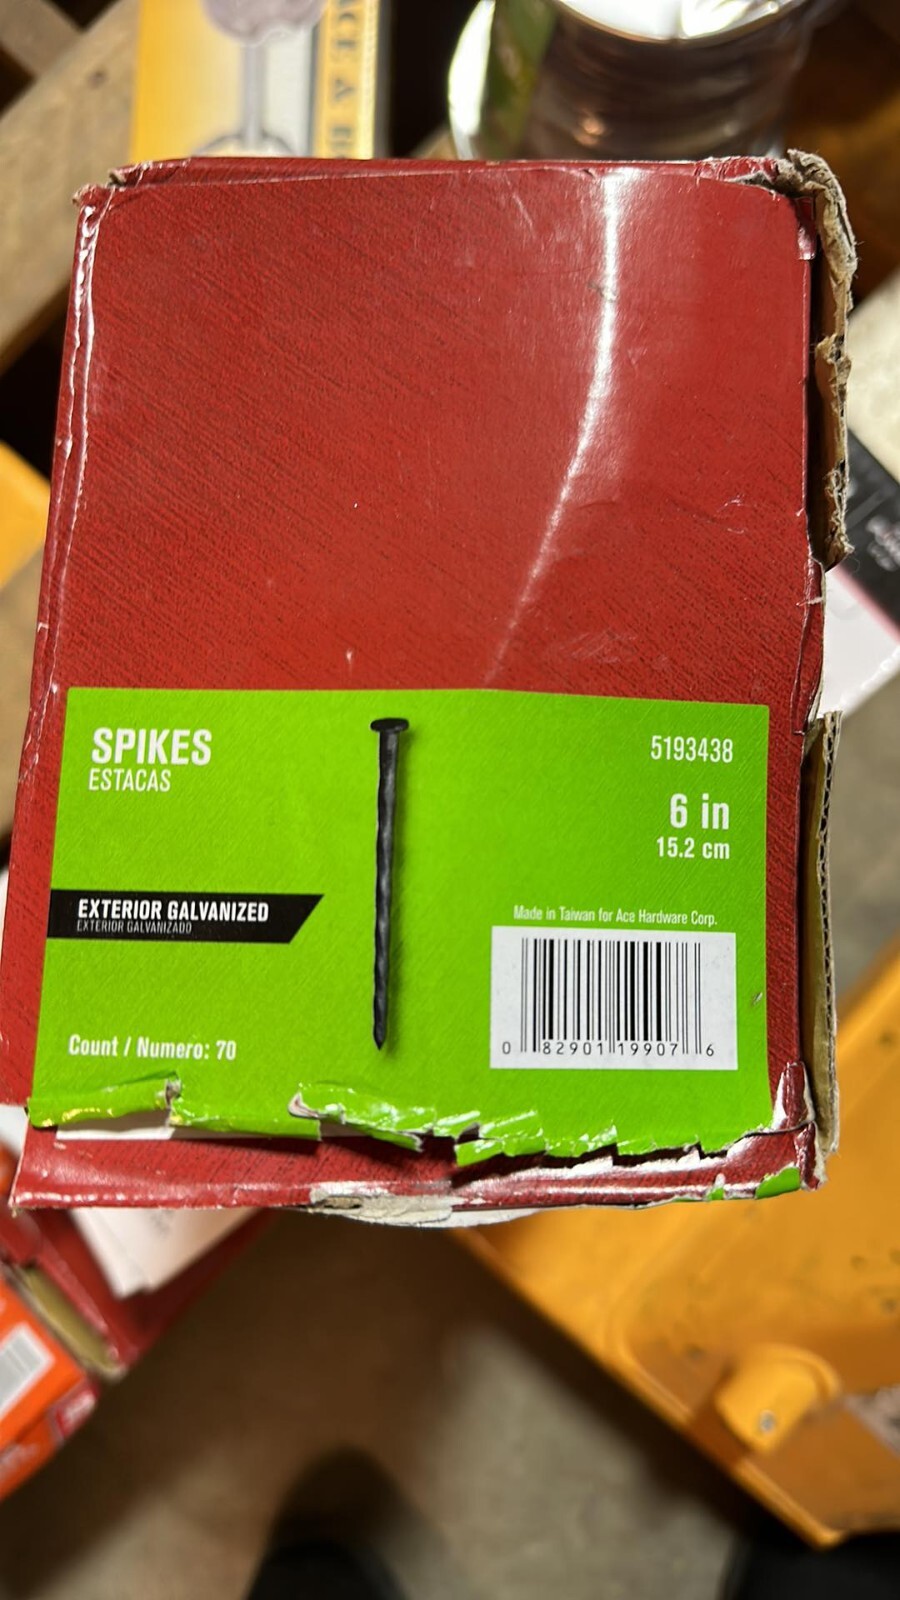 SPIKES
ESTACAS
5193438
6 in
15.2 cm
EXTERIOR GALVANIZED
EXTERIOR GALVANIZADO
Made in Taiwan for Ace Hardware Corp.
0 82901 19907 6
Count / Numero: 70